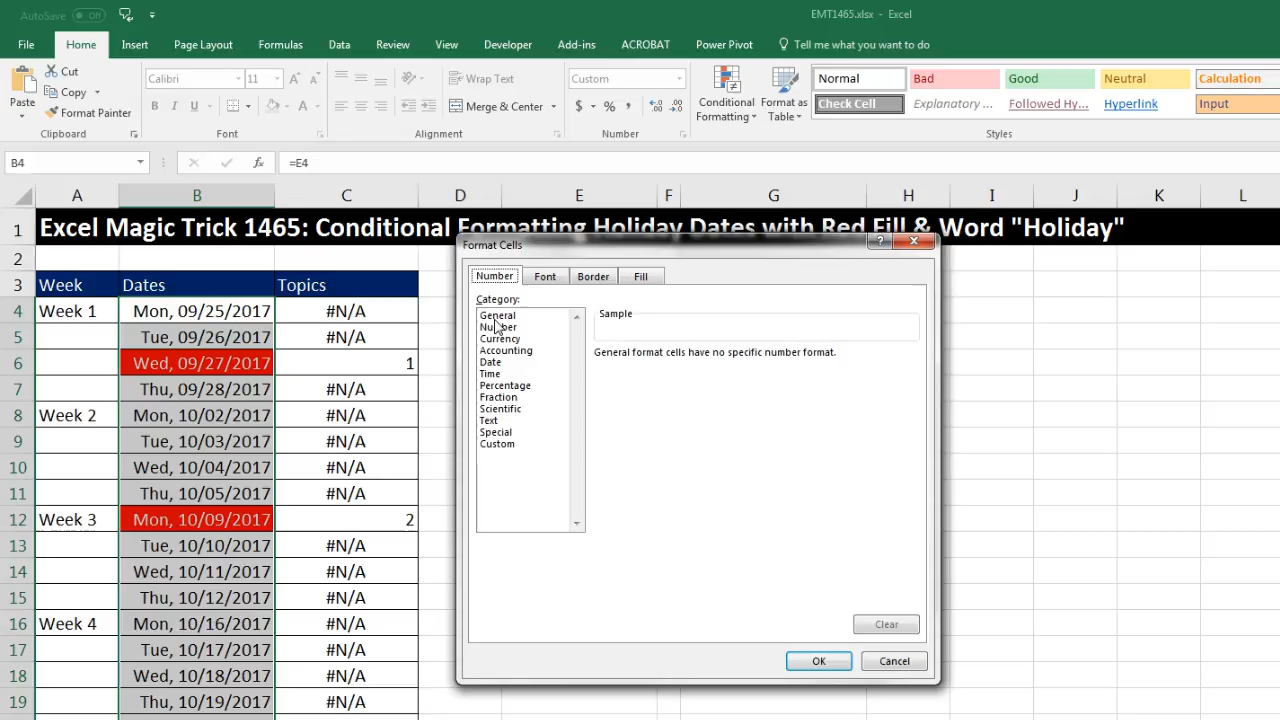 AutoSave Off EMT1465.xlsx - Excel
File Home Insert Page Layout Formulas Data Review View Developer Add-ins ACROBAT Power Pivot Tell me what you want to do
Paste Cut Copy Format Painter
Calibri 11 Wrap Text Merge & Center Custom $ % ,
Conditional Formatting Format as Table
Normal Bad Good Neutral Calculation
Check Cell Explanatory ... Followed Hy... Hyperlink Input
Clipboard Font Alignment Number Styles
B4 fx =E4
A B C D E F G H I J K L
1 Excel Magic Trick 1465: Conditional Formatting Holiday Dates with Red Fill & Word "Holiday"
2
3 Week Dates Topics
4 Week 1 Mon, 09/25/2017 #N/A
5 Tue, 09/26/2017 #N/A
6 Wed, 09/27/2017 1
7 Thu, 09/28/2017 #N/A
8 Week 2 Mon, 10/02/2017 #N/A
9 Tue, 10/03/2017 #N/A
10 Wed, 10/04/2017 #N/A
11 Thu, 10/05/2017 #N/A
12 Week 3 Mon, 10/09/2017 2
13 Tue, 10/10/2017 #N/A
14 Wed, 10/11/2017 #N/A
15 Thu, 10/12/2017 #N/A
16 Week 4 Mon, 10/16/2017 #N/A
17 Tue, 10/17/2017 #N/A
18 Wed, 10/18/2017 #N/A
19 Thu, 10/19/2017 #N/A
Format Cells
Number Font Border Fill
Category:
General
Number
Currency
Accounting
Date
Time
Percentage
Fraction
Scientific
Text
Special
Custom
Sample
General format cells have no specific number format.
Clear
OK Cancel